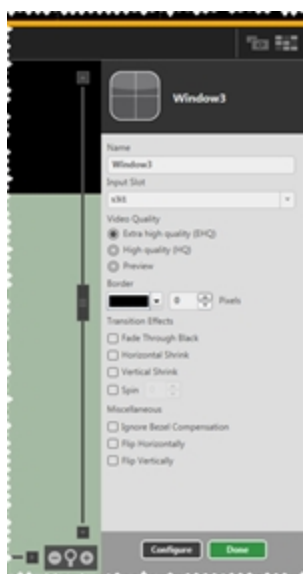 Window3
Name
Window3
Input Slot
Video Quality
Extra high quality (EHQ)
High quality (HQ)
Preview
Border
0 Pixels
Transition Effects
Fade Through Black
Horizontal Shrink
Vertical Shrink
Spin
Miscellaneous
Ignore Bezel Compensation
Flip Horizontally
Flip Vertically
Configure Done